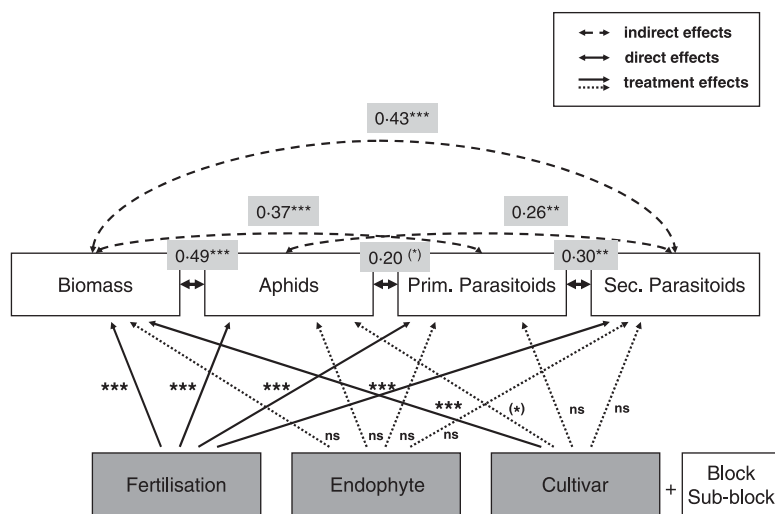 indirect effects
direct effects
treatment effects
0·43***
0·37***
0·26**
0·49***
0·20 (*)
0·30**
Biomass
Aphids
Prim. Parasitoids
Sec. Parasitoids
***
***
***
***
***
(*)
ns
ns
ns
ns
ns
ns
ns
Fertilisation
Endophyte
Cultivar
+
Block
Sub-block